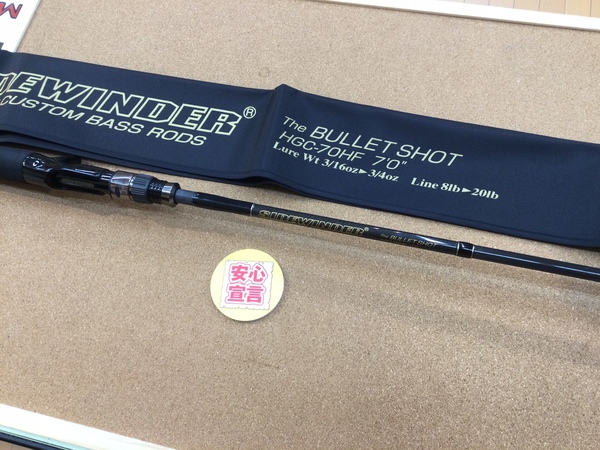 DEWINDER®
CUSTOM BASS RODS
The BULLET SHOT
HGC-70HF 7'0"
Lure Wt 3/16oz►3/4oz Line 8lb►20lb
SIDEWINDER®
The BULLET SHOT
安心
宣言